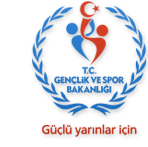 T.C.
GENÇLİK VE SPOR
BAKANLIĞI
Güçlü yarınlar için